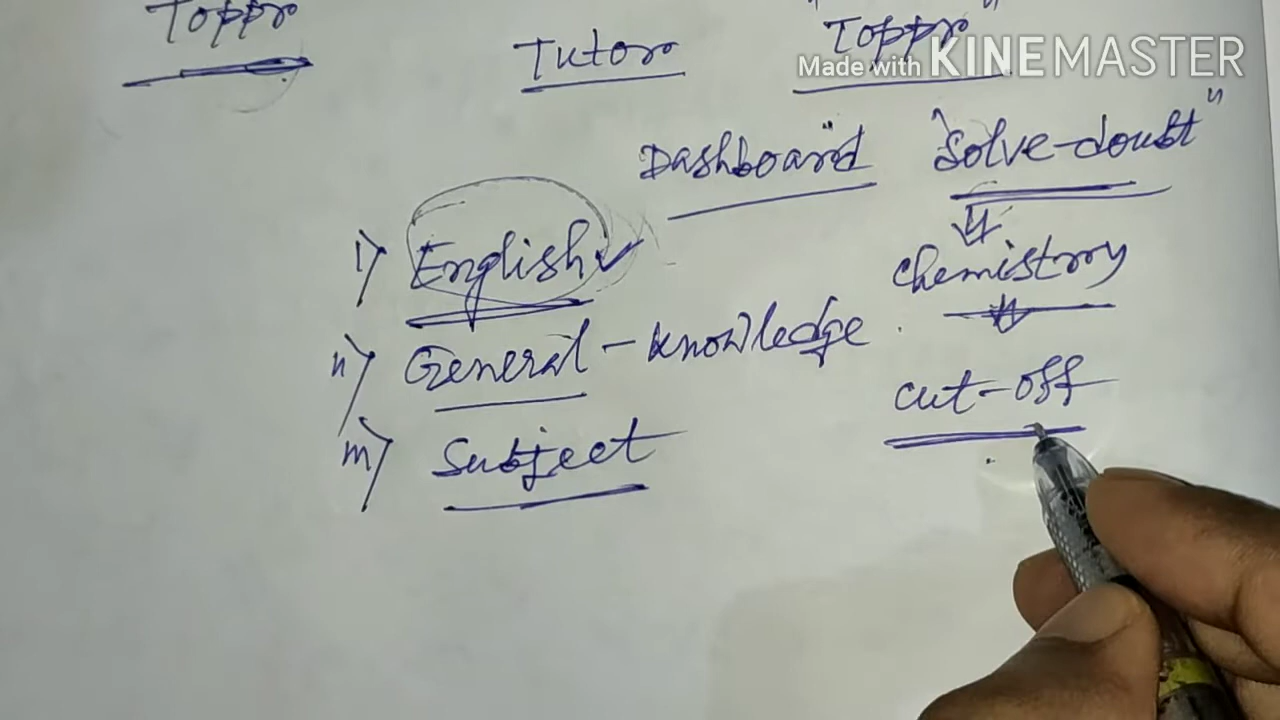 Toppr
Tutor
"Toppr"
Made with KINEMASTER
Dashboard
"Solve-doubt"
i) English ✓
ii) General - knowledge
iii) Subject
chemistry
cut-off